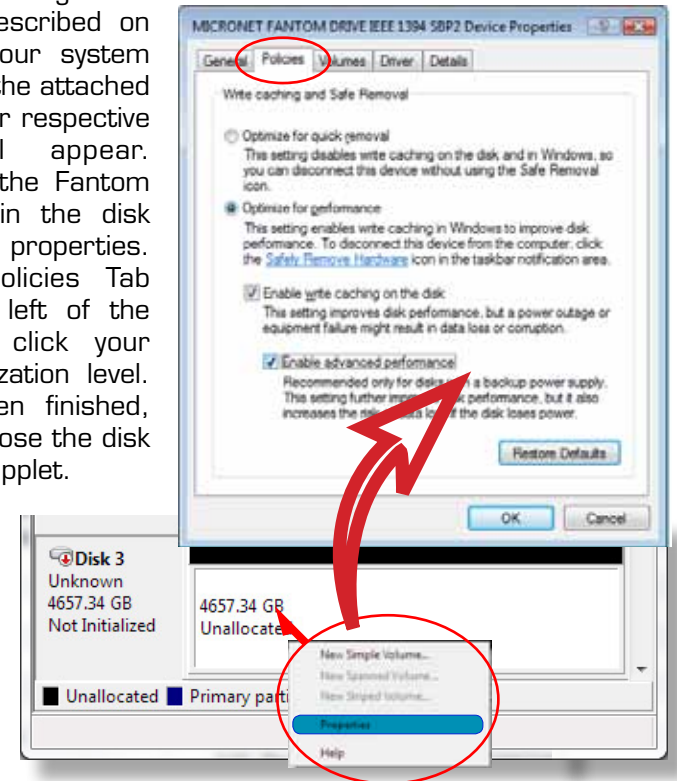 escribed on
our system
the attached
r respective
l appear.
the Fantom
in the disk
properties.
olicies Tab
left of the
click your
zation level.
en finished,
ose the disk
pplet.
MICRONET FANTOM DRIVE IEEE 1394 SBP2 Device Properties
General Policies Volumes Driver Details
Write caching and Safe Removal
Optimize for quick removal
This setting disables write caching on the disk and in Windows, so
you can disconnect this device without using the Safe Removal
icon.
Optimize for performance
This setting enables write caching in Windows to improve disk
performance. To disconnect this device from the computer, click
the Safely Remove Hardware icon in the taskbar notification area.
Enable write caching on the disk
This setting improves disk performance, but a power outage or
equipment failure might result in data loss or corruption.
Enable advanced performance
Recommended only for disks a backup power supply.
This setting further performance, but it also
increases the if the disk loses power.
Restore Defaults
OK Cancel
Disk 3
Unknown
4657.34 GB
Not Initialized
4657.34 GB
Unallocate
New Simple Volume...
New Spanned Volume...
New Striped Volume...
Properties
Help
Unallocated Primary parti